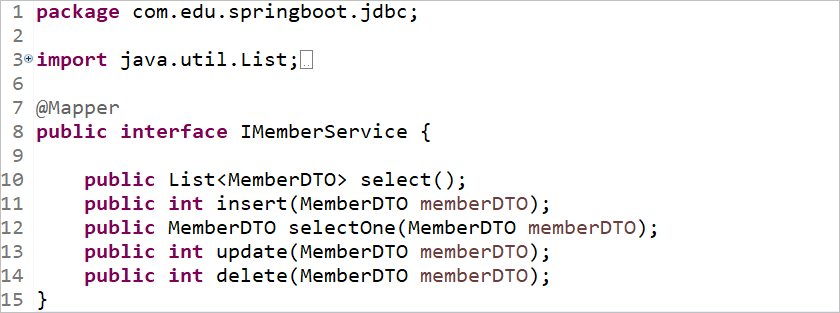 1 package com.edu.springboot.jdbc;
2
3 import java.util.List;
6
7 @Mapper
8 public interface IMemberService {
9
10     public List<MemberDTO> select();
11     public int insert(MemberDTO memberDTO);
12     public MemberDTO selectOne(MemberDTO memberDTO);
13     public int update(MemberDTO memberDTO);
14     public int delete(MemberDTO memberDTO);
15 }